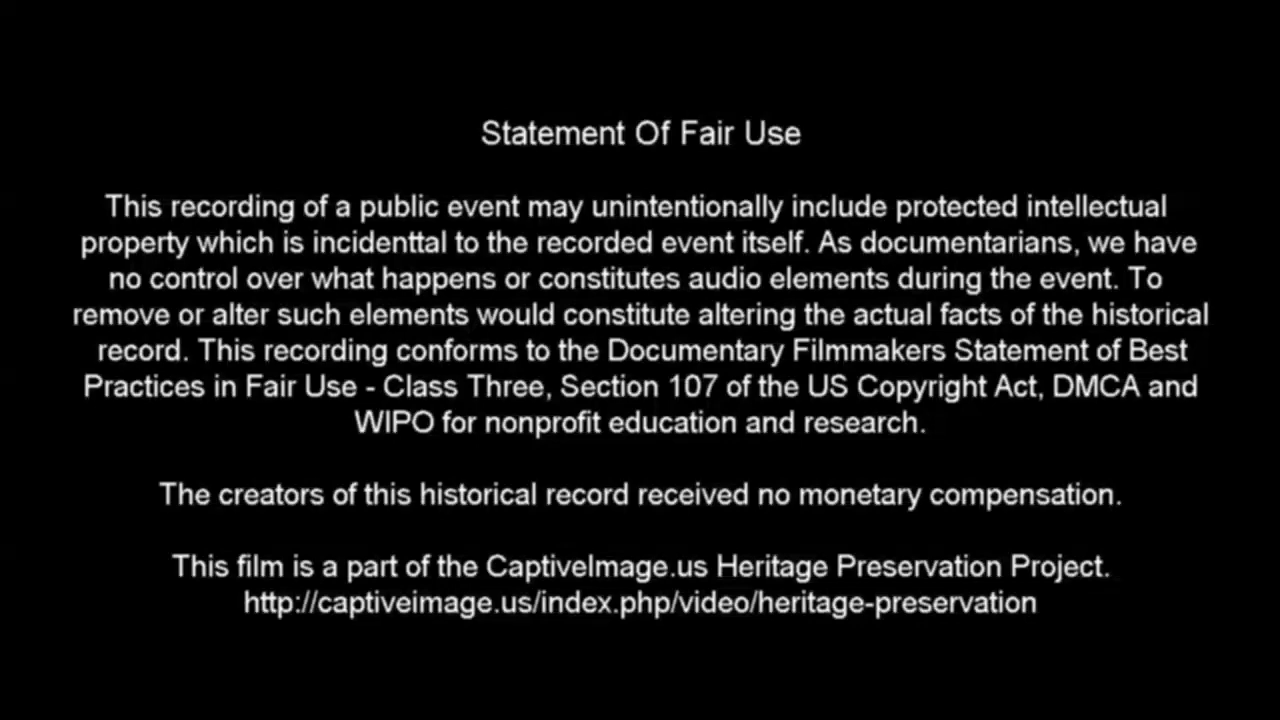 Statement Of Fair Use
This recording of a public event may unintentionally include protected intellectual
property which is incidenttal to the recorded event itself. As documentarians, we have
no control over what happens or constitutes audio elements during the event. To
remove or alter such elements would constitute altering the actual facts of the historical
record. This recording conforms to the Documentary Filmmakers Statement of Best
Practices in Fair Use - Class Three, Section 107 of the US Copyright Act, DMCA and
WIPO for nonprofit education and research.
The creators of this historical record received no monetary compensation.
This film is a part of the CaptiveImage.us Heritage Preservation Project.
http://captiveimage.us/index.php/video/heritage-preservation